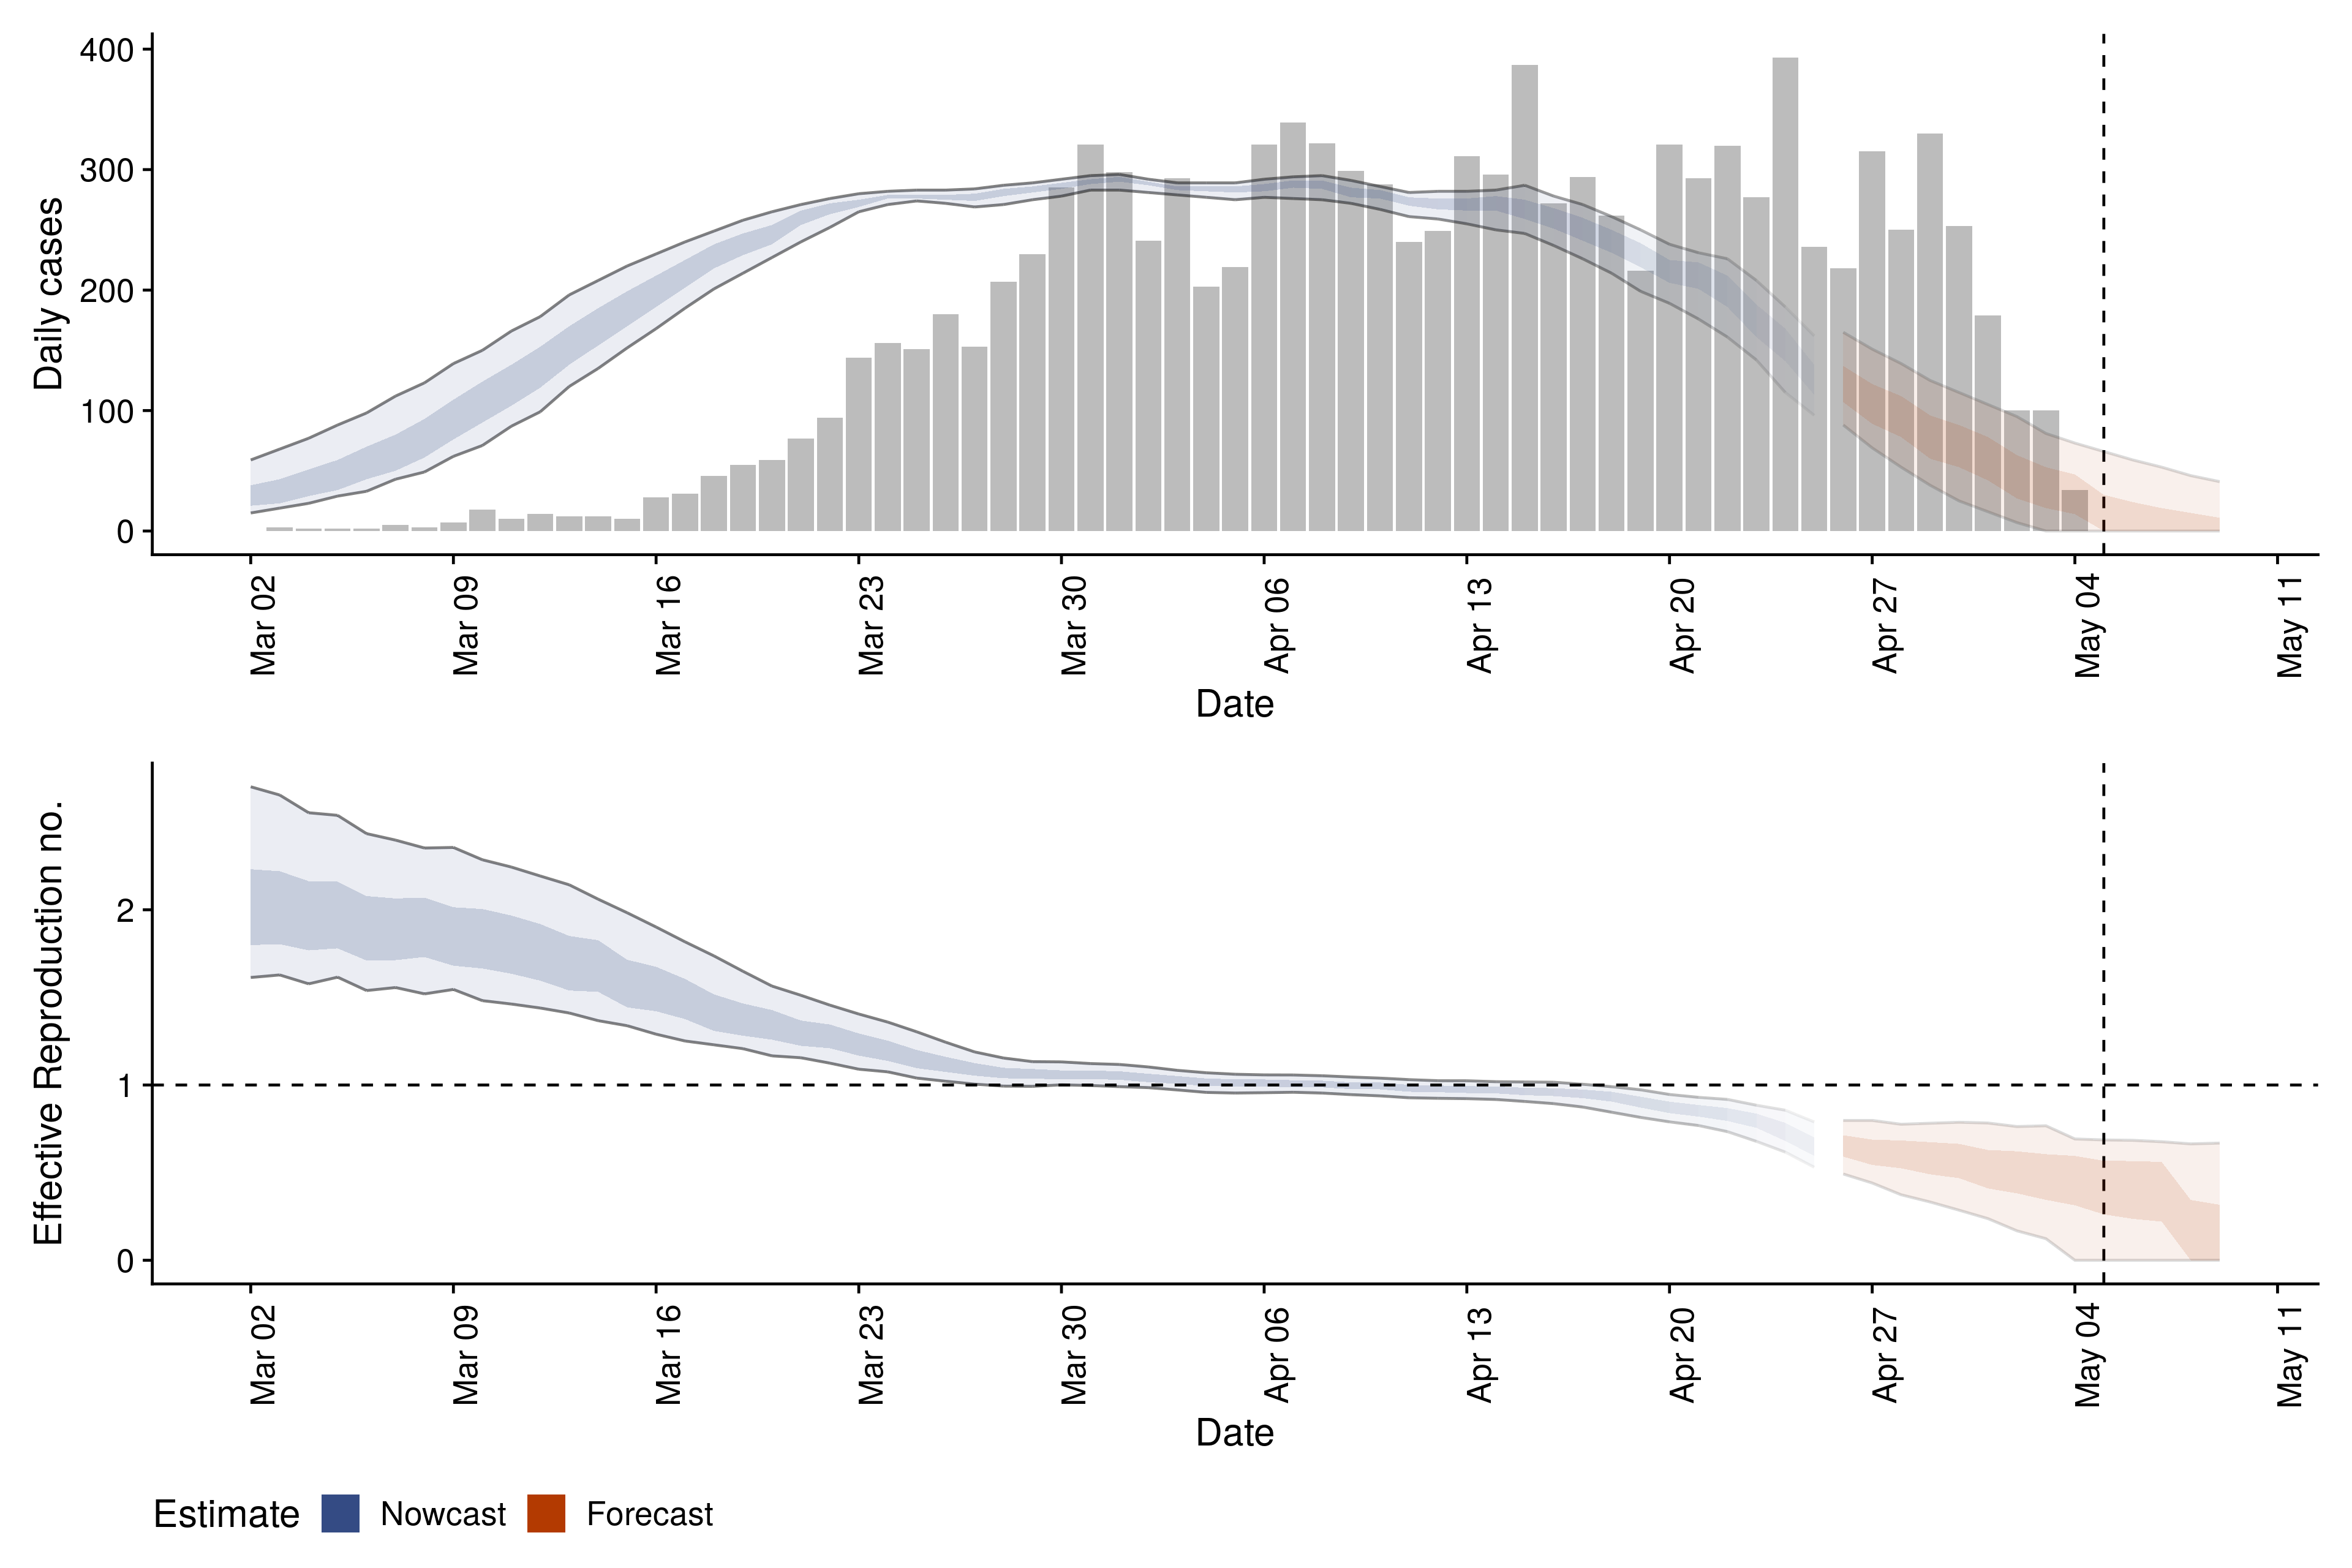 400
300
200
100
0
Daily cases
Mar 02 Mar 09 Mar 16 Mar 23 Mar 30 Apr 06 Apr 13 Apr 20 Apr 27 May 04 May 11
Date
2
1
0
Effective Reproduction no.
Mar 02 Mar 09 Mar 16 Mar 23 Mar 30 Apr 06 Apr 13 Apr 20 Apr 27 May 04 May 11
Date
Estimate Nowcast Forecast